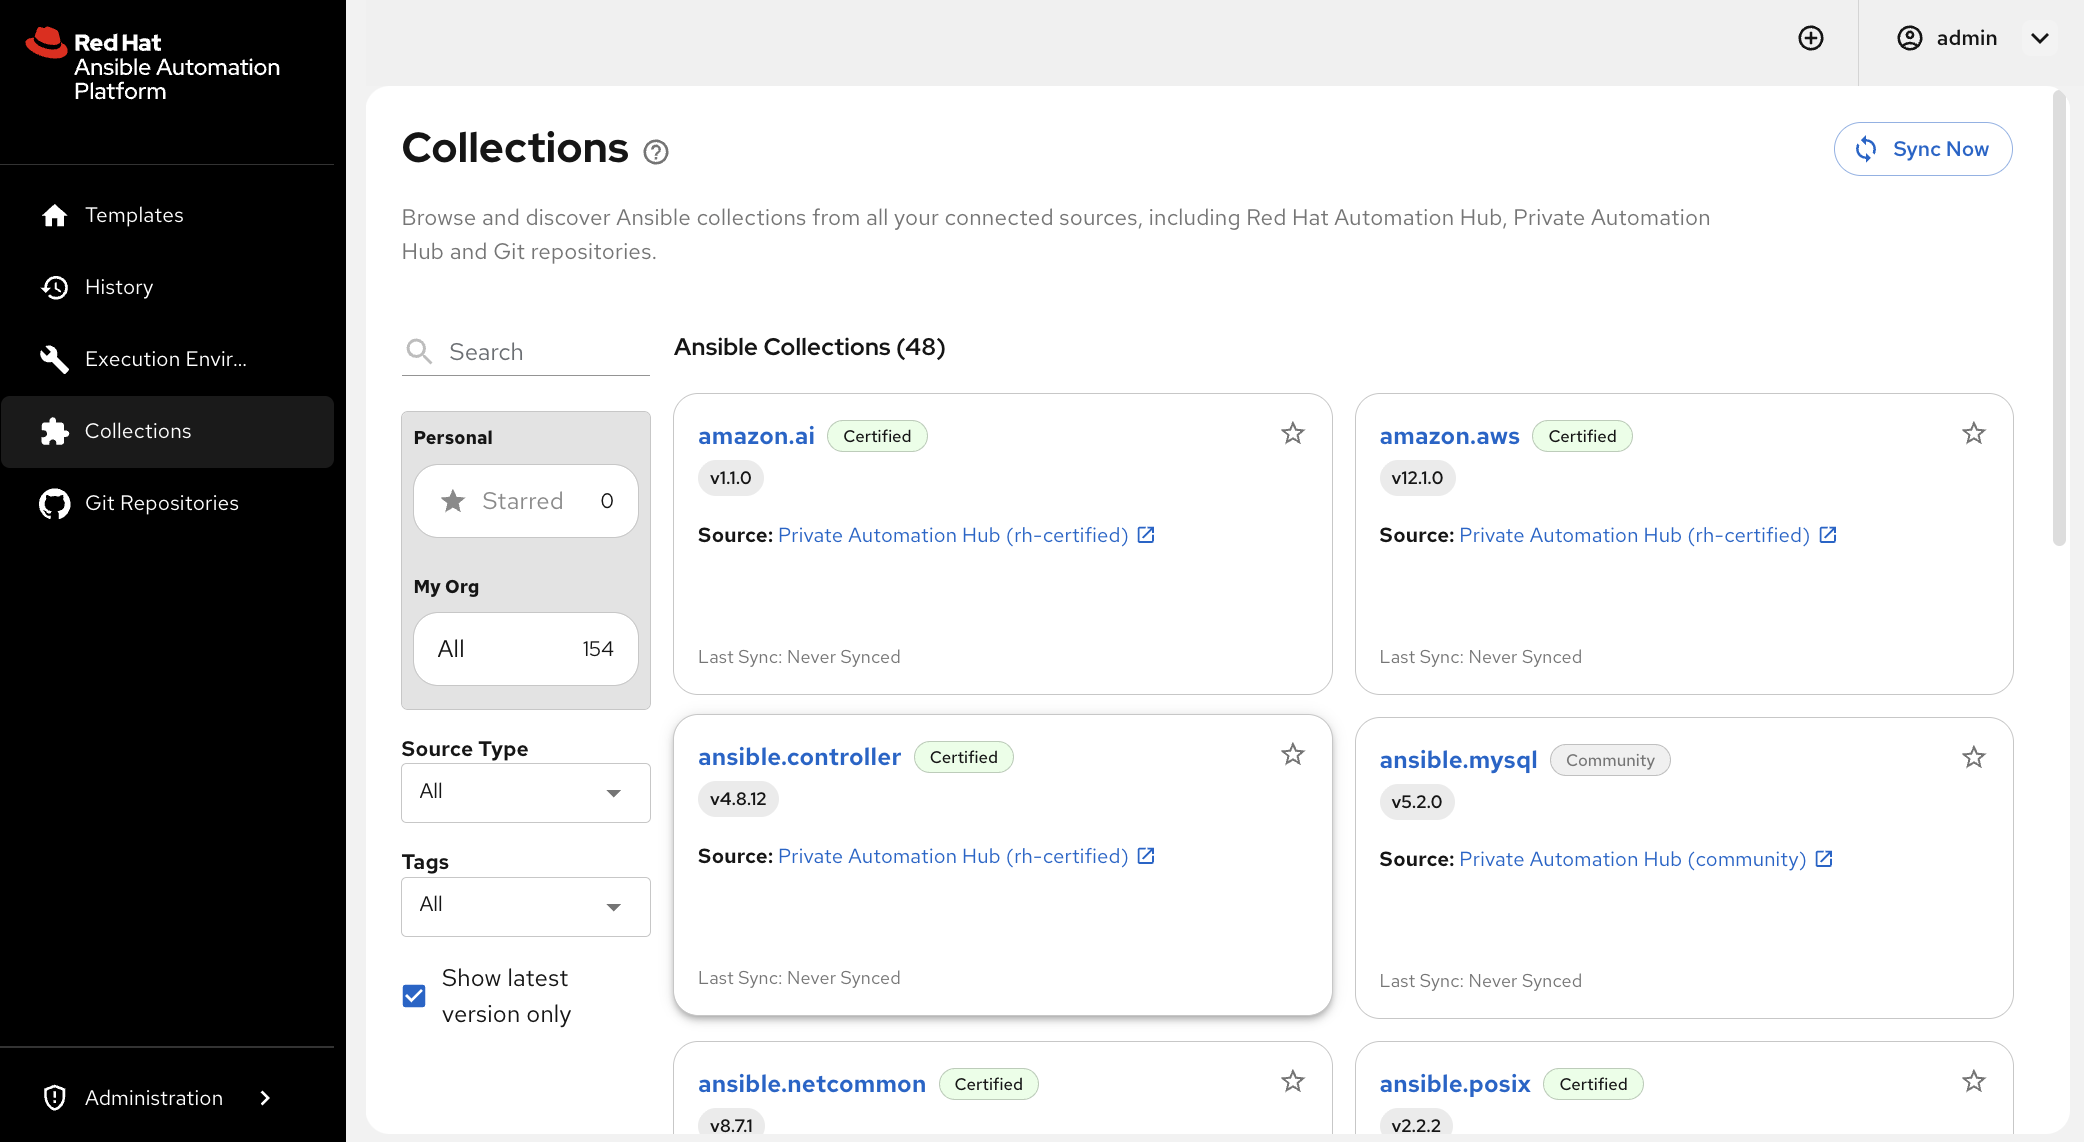 Red Hat
Ansible Automation
Platform
Templates
History
Execution Envir...
Collections
Git Repositories
Administration
admin
Collections
Sync Now
Browse and discover Ansible collections from all your connected sources, including Red Hat Automation Hub, Private Automation
Hub and Git repositories.
Search
Personal
Starred 0
My Org
All 154
Source Type
All
Tags
All
Show latest
version only
Ansible Collections (48)
amazon.ai Certified
v1.1.0
Source: Private Automation Hub (rh-certified)
Last Sync: Never Synced
amazon.aws Certified
v12.1.0
Source: Private Automation Hub (rh-certified)
Last Sync: Never Synced
ansible.controller Certified
v4.8.12
Source: Private Automation Hub (rh-certified)
Last Sync: Never Synced
ansible.mysql Community
v5.2.0
Source: Private Automation Hub (community)
Last Sync: Never Synced
ansible.netcommon Certified
v8.7.1
ansible.posix Certified
v2.2.2